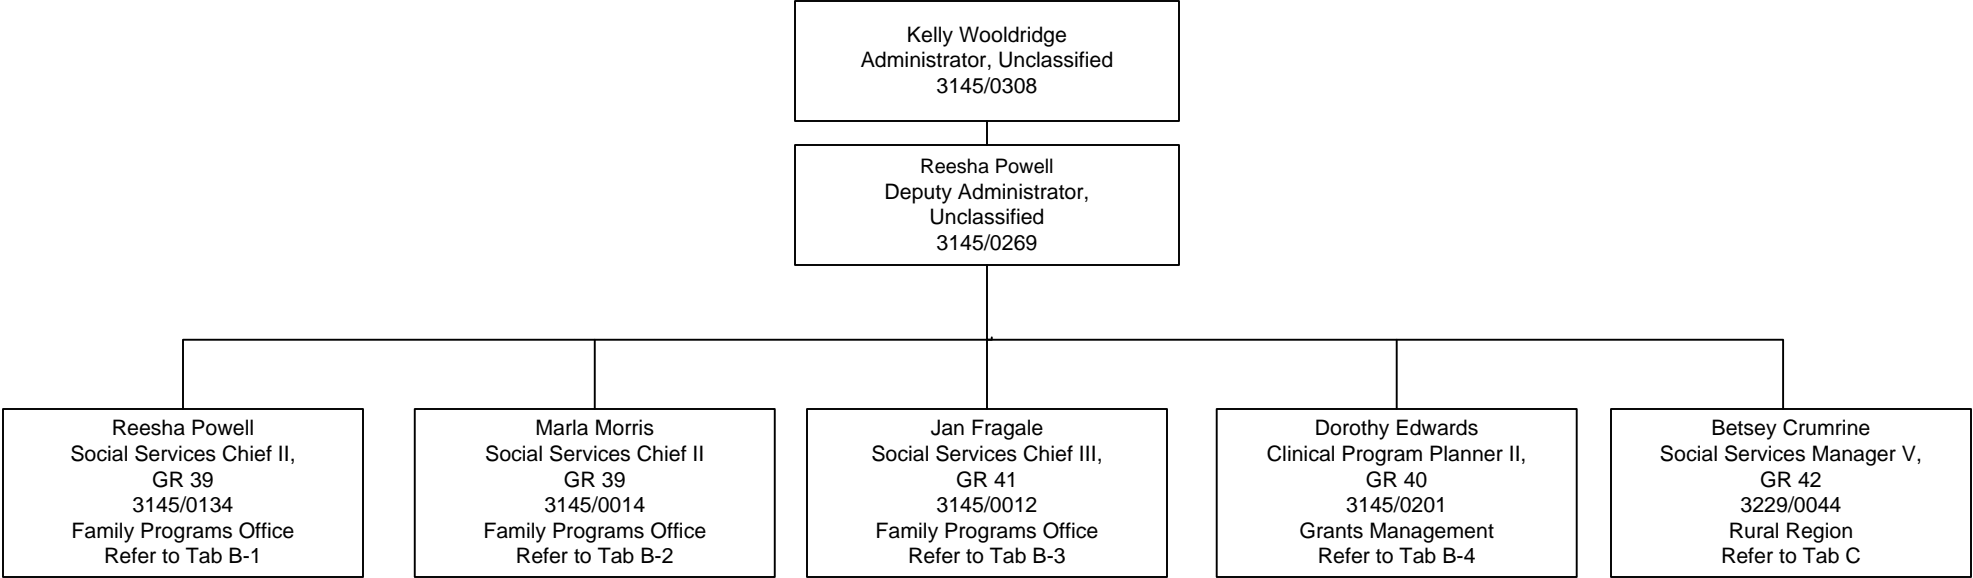 Kelly Wooldridge
Administrator, Unclassified
3145/0308
Reesha Powell
Deputy Administrator,
Unclassified
3145/0269
Reesha Powell
Social Services Chief II,
GR 39
3145/0134
Family Programs Office
Refer to Tab B-1
Marla Morris
Social Services Chief II
GR 39
3145/0014
Family Programs Office
Refer to Tab B-2
Jan Fragale
Social Services Chief III,
GR 41
3145/0012
Family Programs Office
Refer to Tab B-3
Dorothy Edwards
Clinical Program Planner II,
GR 40
3145/0201
Grants Management
Refer to Tab B-4
Betsey Crumrine
Social Services Manager V,
GR 42
3229/0044
Rural Region
Refer to Tab C